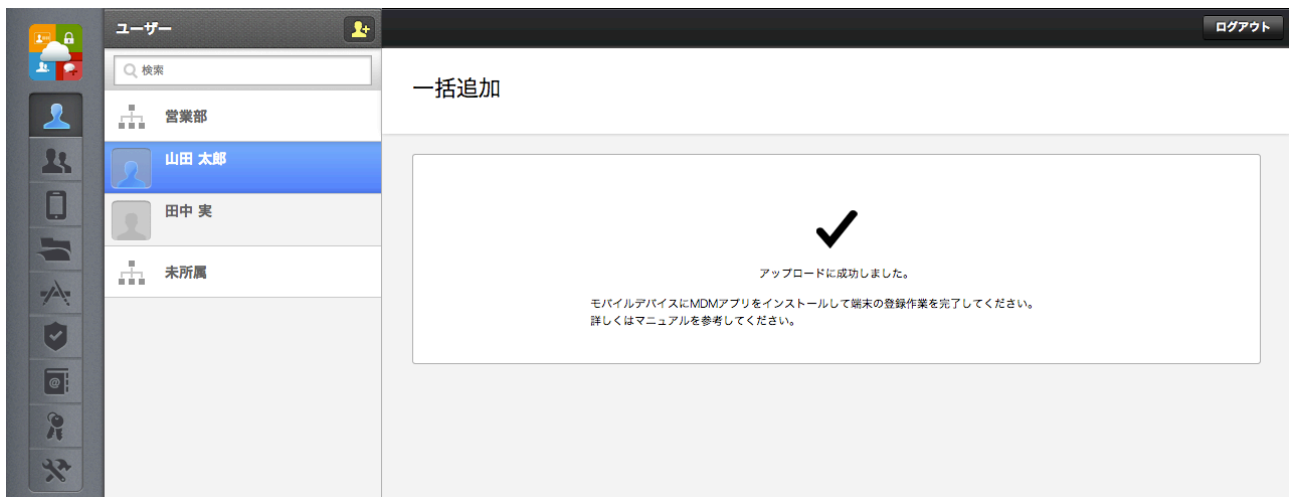 ユーザー
ログアウト
検索
営業部
山田 太郎
田中 実
未所属
一括追加
アップロードに成功しました。
モバイルデバイスにMDMアプリをインストールして端末の登録作業を完了してください。
詳しくはマニュアルを参考してください。